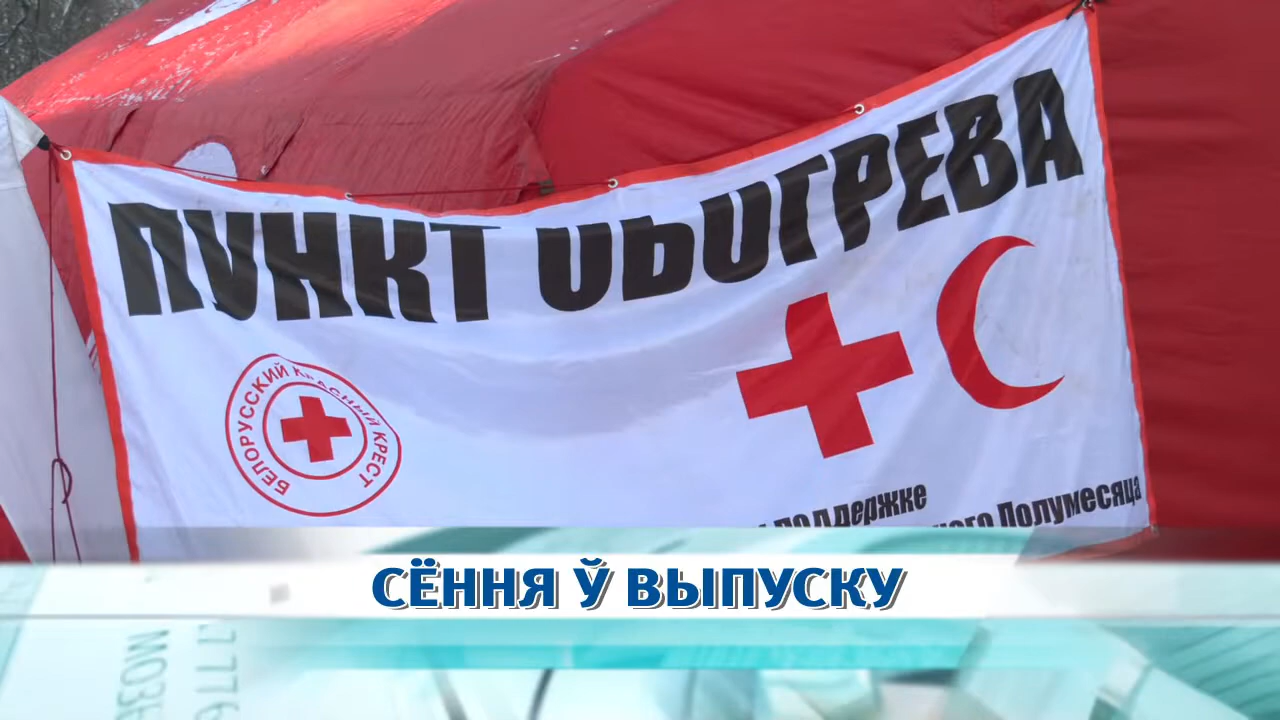 ПУНКТ ОБОГРЕВА
БЕЛОРУССКИЙ КРАСНЫЙ КРЕСТ
поддержке
Полумесяца
СЁННЯ Ў ВЫПУСКУ